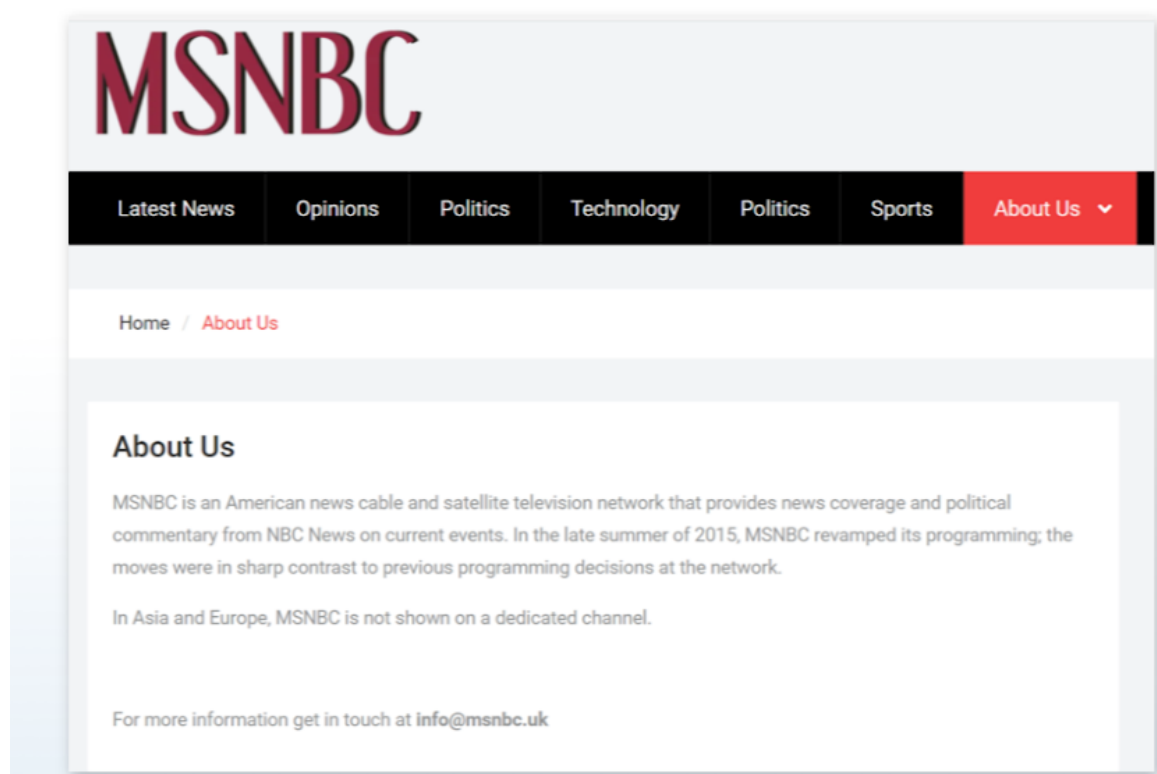 MSNBC
Latest News Opinions Politics Technology Politics Sports About Us
Home / About Us
About Us
MSNBC is an American news cable and satellite television network that provides news coverage and political
commentary from NBC News on current events. In the late summer of 2015, MSNBC revamped its programming; the
moves were in sharp contrast to previous programming decisions at the network.
In Asia and Europe, MSNBC is not shown on a dedicated channel.
For more information get in touch at info@msnbc.uk